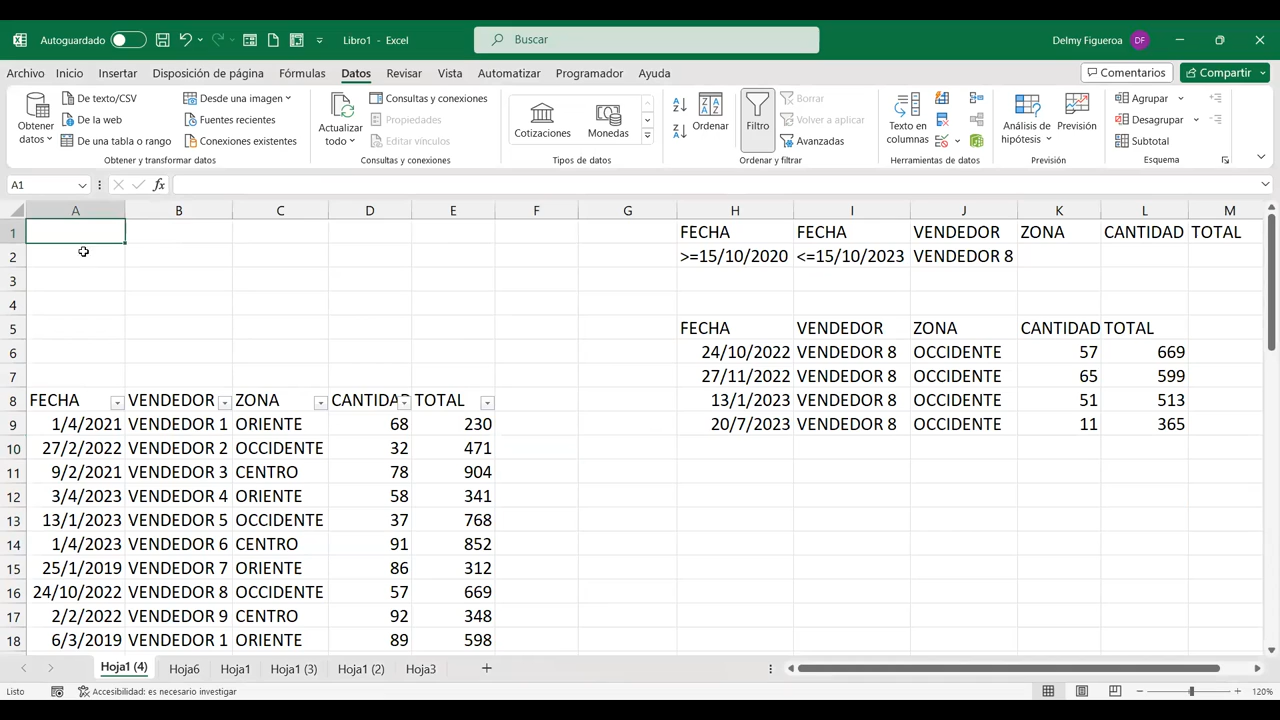 Autoguardado Libro1 - Excel Buscar Delmy Figueroa DF
Archivo Inicio Insertar Disposición de página Fórmulas Datos Revisar Vista Automatizar Programador Ayuda Comentarios Compartir
Obtener datos
De texto/CSV
De la web
De una tabla o rango
Desde una imagen
Fuentes recientes
Conexiones existentes
Obtener y transformar datos
Actualizar todo
Consultas y conexiones
Propiedades
Editar vínculos
Consultas y conexiones
Cotizaciones
Monedas
Tipos de datos
Ordenar
Filtro
Borrar
Volver a aplicar
Avanzadas
Ordenar y filtrar
Texto en columnas
Herramientas de datos
Análisis de hipótesis
Previsión
Previsión
Agrupar
Desagrupar
Subtotal
Esquema
A1 fx
A B C D E F G H I J K L M
1 FECHA FECHA VENDEDOR ZONA CANTIDAD TOTAL
2 >=15/10/2020 <=15/10/2023 VENDEDOR 8
3
4
5 FECHA VENDEDOR ZONA CANTIDAD TOTAL
6 24/10/2022 VENDEDOR 8 OCCIDENTE 57 669
7 27/11/2022 VENDEDOR 8 OCCIDENTE 65 599
8 FECHA VENDEDOR ZONA CANTIDA TOTAL 13/1/2023 VENDEDOR 8 OCCIDENTE 51 513
9 1/4/2021 VENDEDOR 1 ORIENTE 68 230 20/7/2023 VENDEDOR 8 OCCIDENTE 11 365
10 27/2/2022 VENDEDOR 2 OCCIDENTE 32 471
11 9/2/2021 VENDEDOR 3 CENTRO 78 904
12 3/4/2023 VENDEDOR 4 ORIENTE 58 341
13 13/1/2023 VENDEDOR 5 OCCIDENTE 37 768
14 1/4/2023 VENDEDOR 6 CENTRO 91 852
15 25/1/2019 VENDEDOR 7 ORIENTE 86 312
16 24/10/2022 VENDEDOR 8 OCCIDENTE 57 669
17 2/2/2022 VENDEDOR 9 CENTRO 92 348
18 6/3/2019 VENDEDOR 1 ORIENTE 89 598
Hoja1 (4) Hoja6 Hoja1 Hoja1 (3) Hoja1 (2) Hoja3
Listo Accesibilidad: es necesario investigar 120%